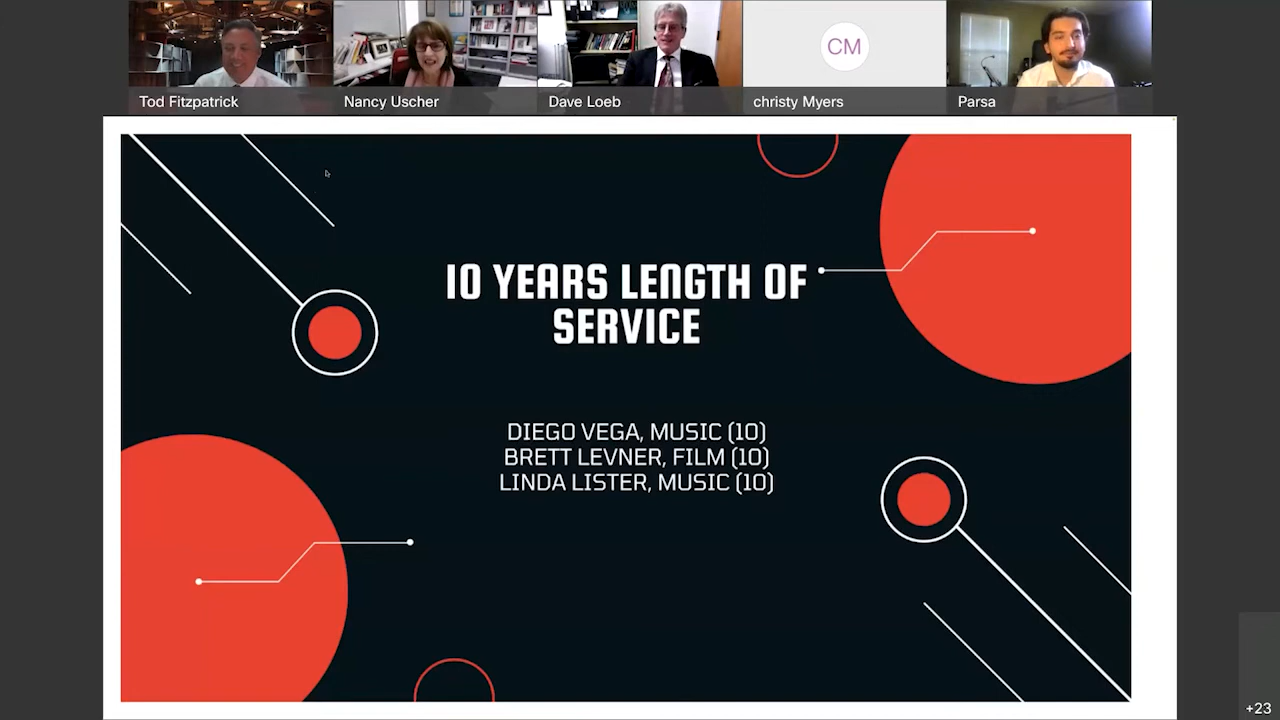 Tod Fitzpatrick
Nancy Uscher
Dave Loeb
CM
christy Myers
Parsa
10 YEARS LENGTH OF
SERVICE
DIEGO VEGA, MUSIC (10)
BRETT LEVNER, FILM (10)
LINDA LISTER, MUSIC (10)
+23